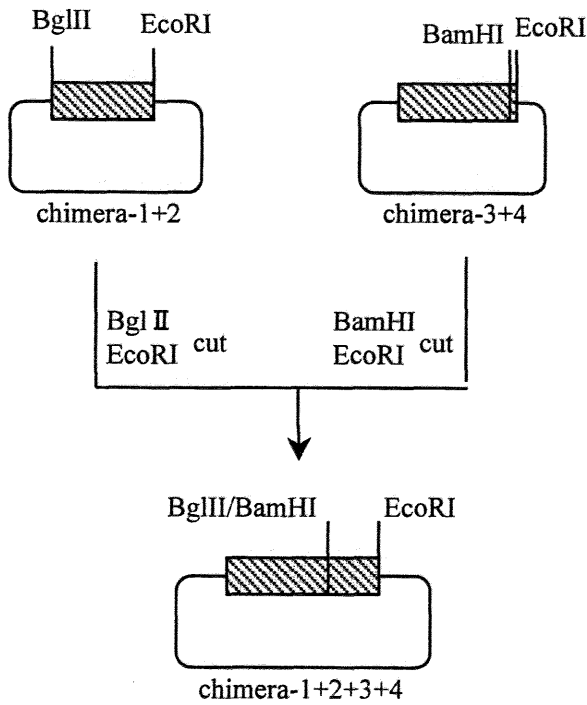 BglII EcoRI
BamHI EcoRI
chimera-1+2
chimera-3+4
Bgl II
EcoRI cut
BamHI
EcoRI cut
BglII/BamHI EcoRI
chimera-1+2+3+4